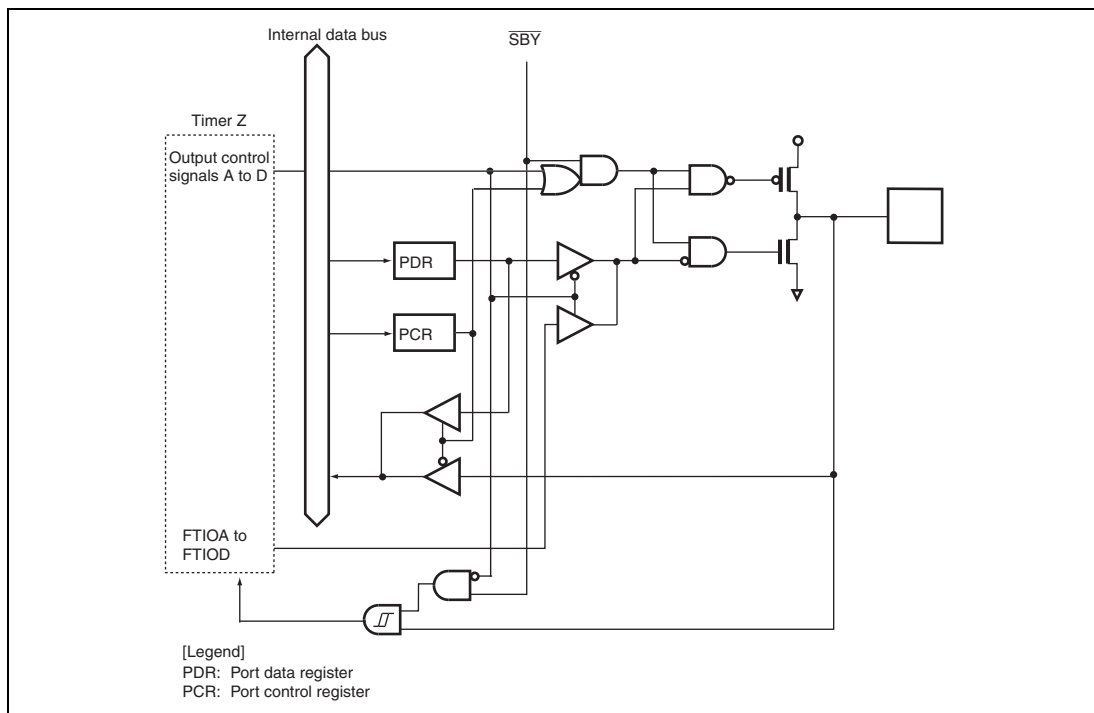 Internal data bus
SBY
Timer Z
Output control
signals A to D
PDR
PCR
FTIOA to
FTIOD
[Legend]
PDR: Port data register
PCR: Port control register